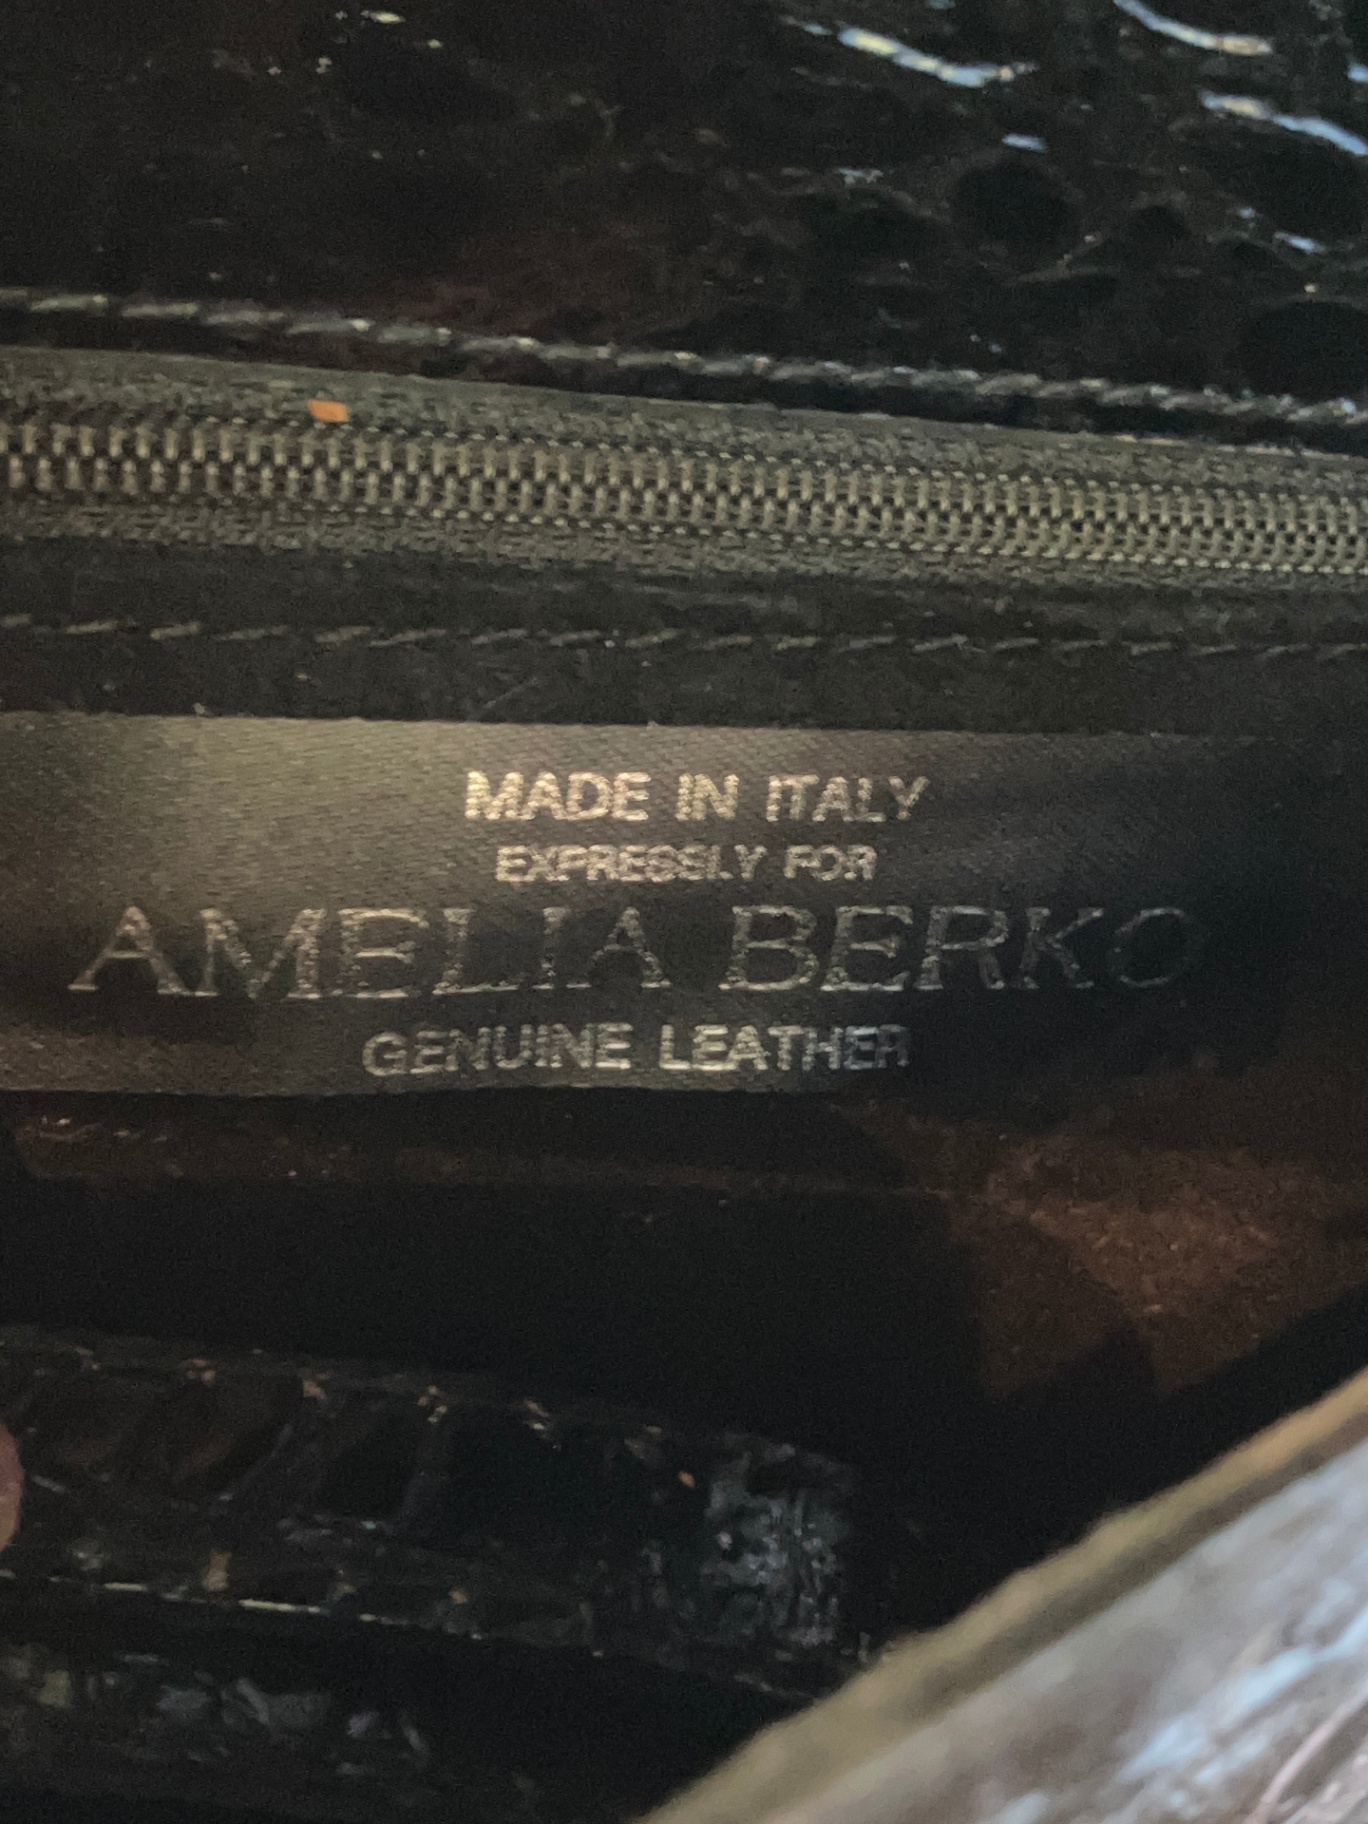 MADE IN ITALY
EXPRESSLY FOR
AMELIA BERKO
GENUINE LEATHER